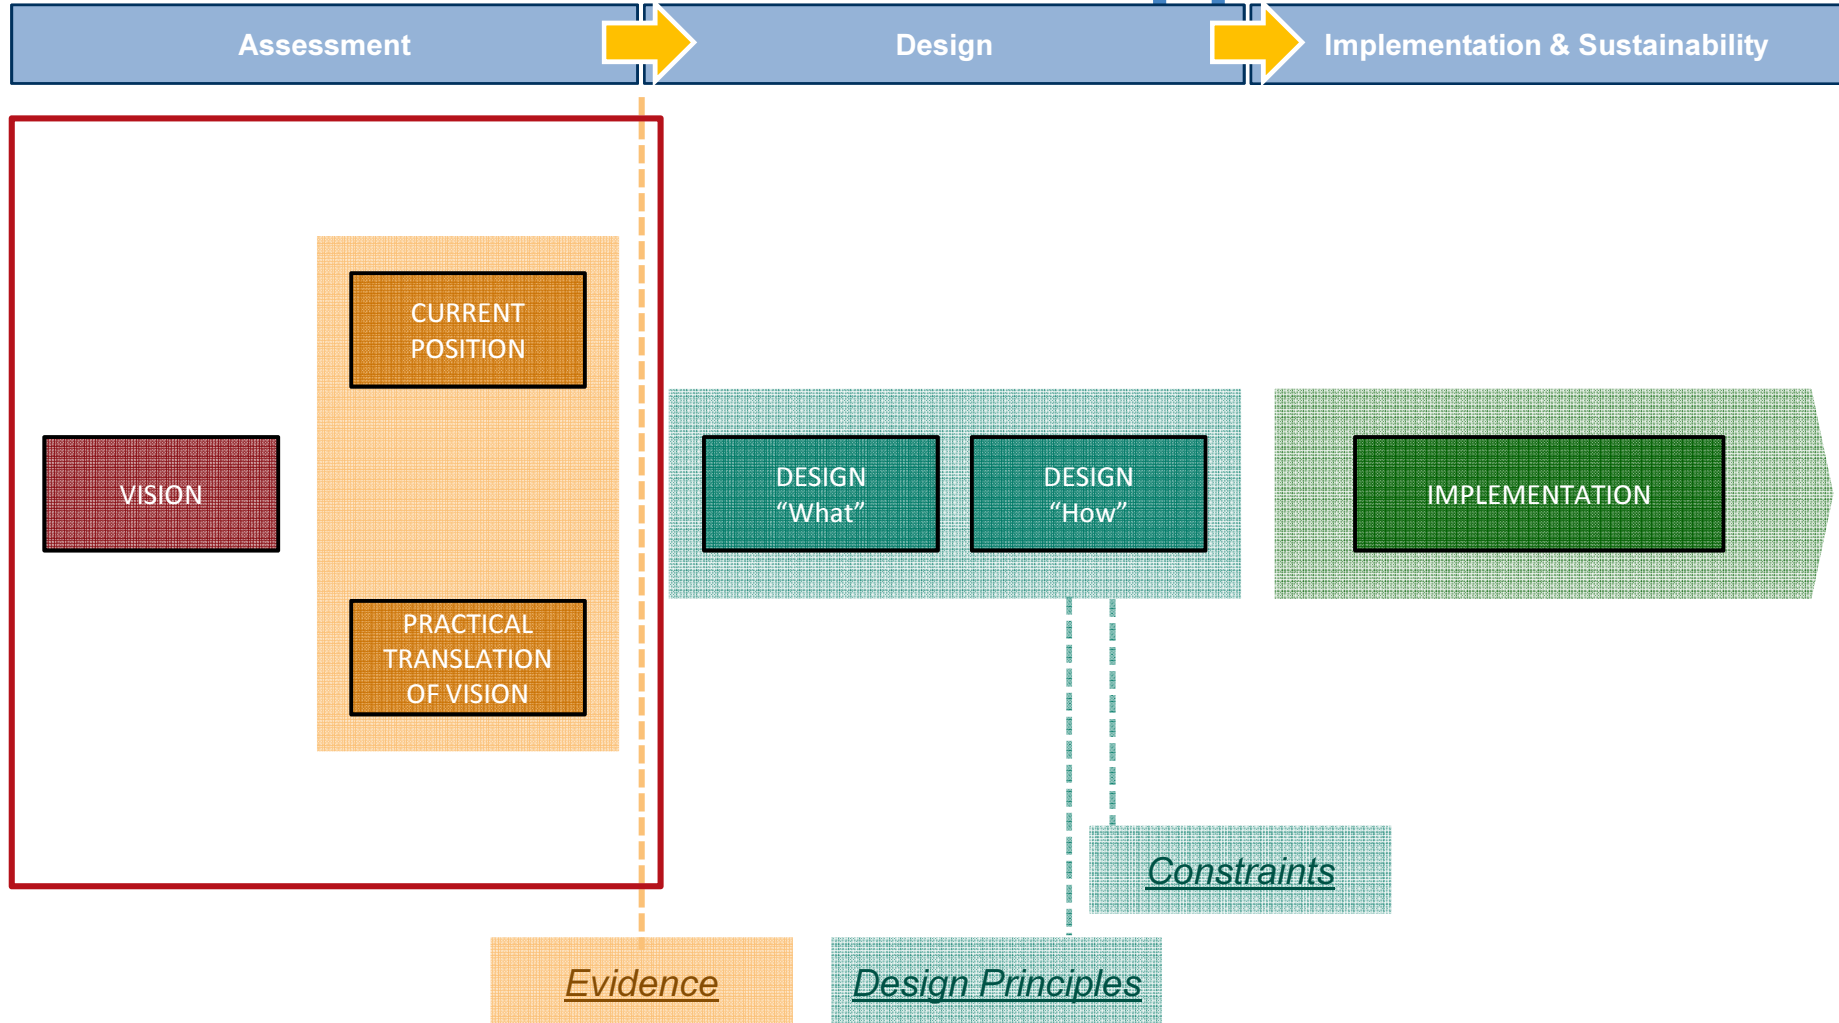 Assessment
Design
Implementation & Sustainability
CURRENT
POSITION
VISION
DESIGN
“What”
DESIGN
“How”
IMPLEMENTATION
PRACTICAL
TRANSLATION
OF VISION
Constraints
Evidence
Design Principles